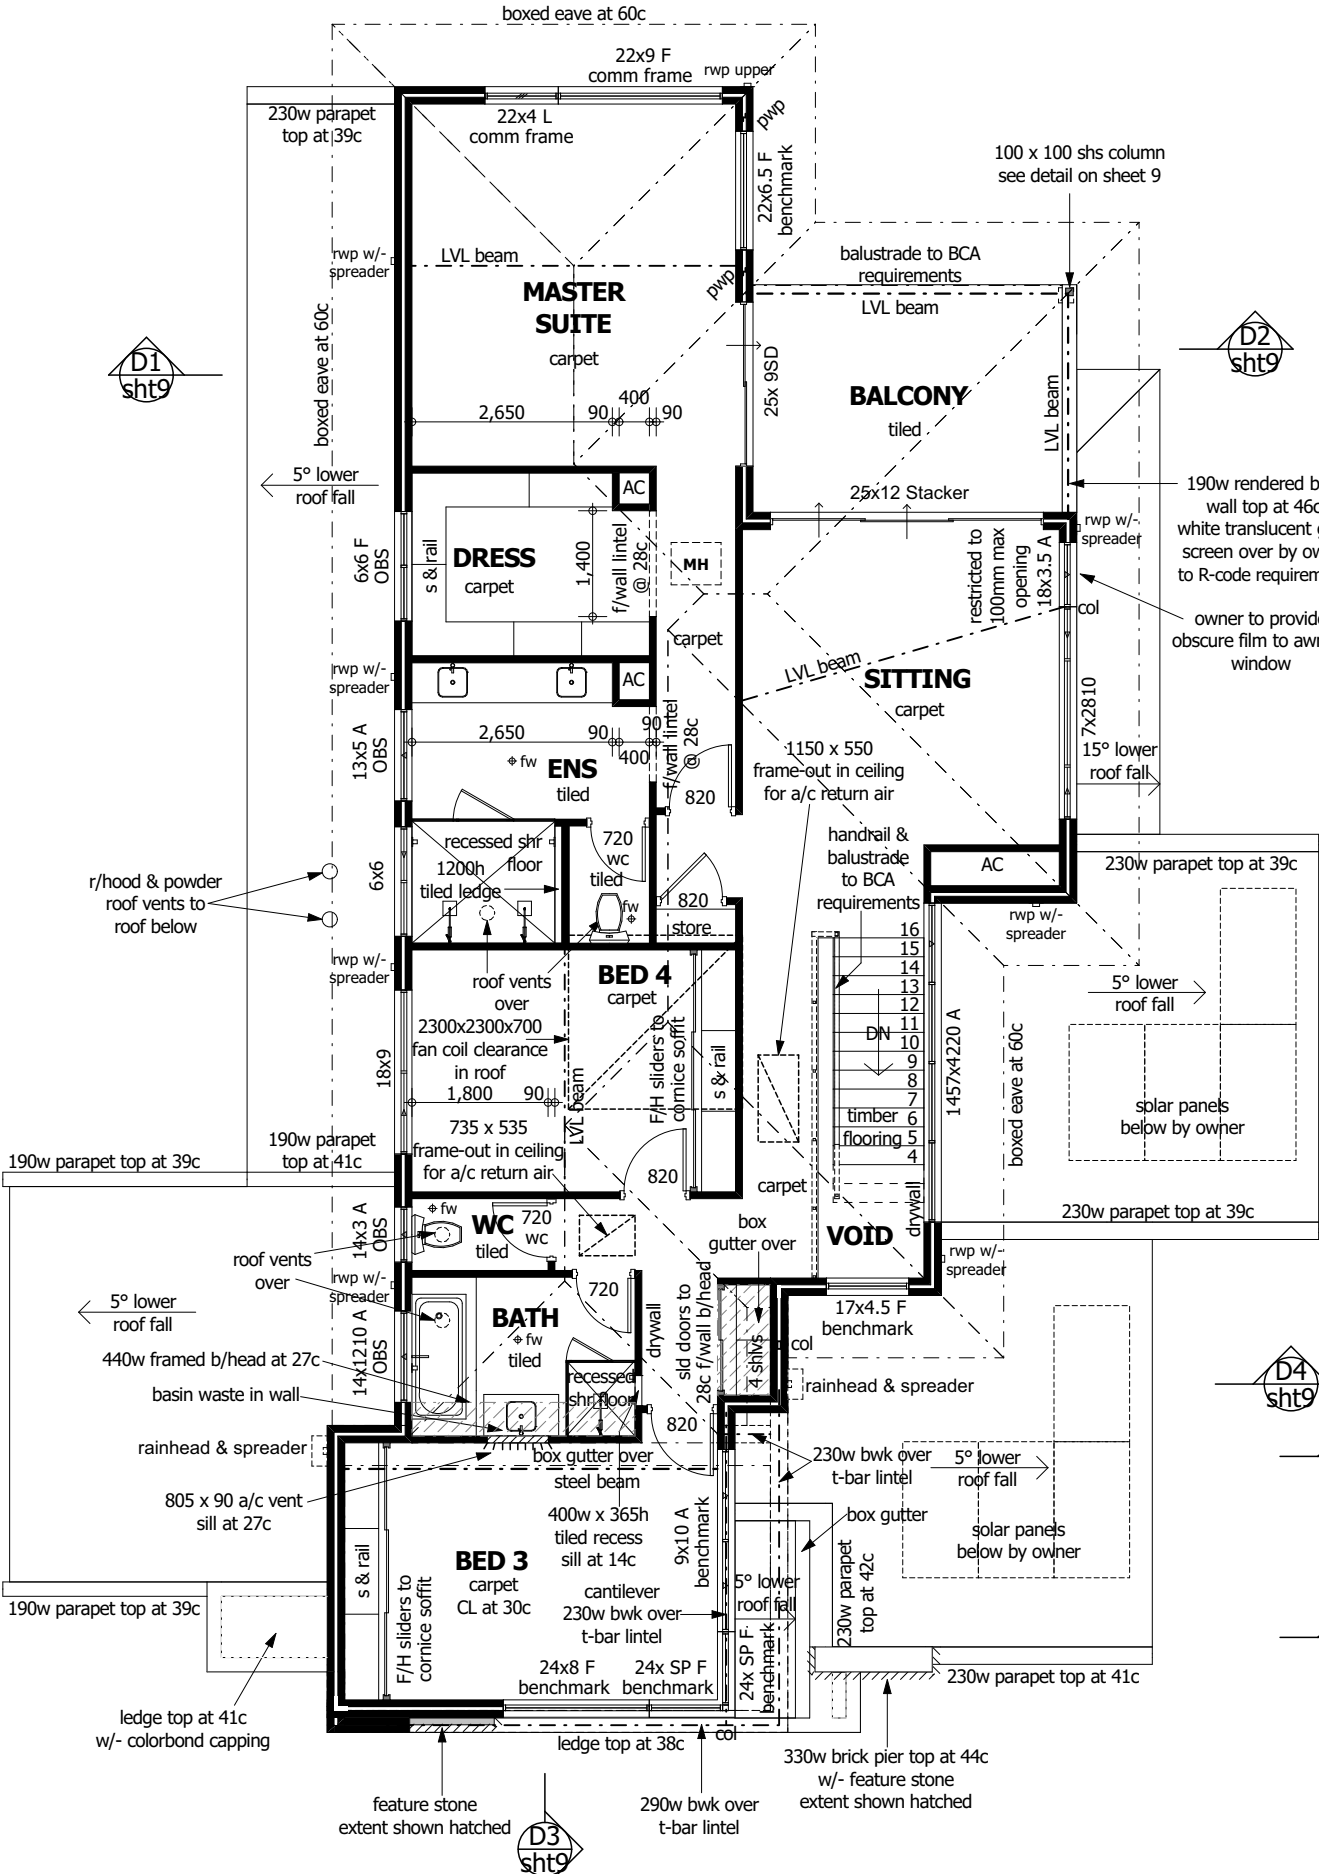 boxed eave at 60c
22x9 F
comm frame
rwp upper
230w parapet
top at 39c
22x4 L
comm frame
pwp
22x6.5 F
benchmark
100 x 100 shs column
see detail on sheet 9
rwp w/-
spreader
LVL beam
pwp
balustrade to BCA
requirements
LVL beam
MASTER
SUITE
carpet
boxed eave at 60c
D1
sht9
D2
sht9
25x 9SD
BALCONY
tiled
LVL beam
2,650
90
400
90
5° lower
roof fall
AC
25x12 Stacker
190w rendered b
wall top at 46c
white translucent
screen over by ow
to R-code requirem
rwp w/-
spreader
6x6 F
OBS
s & rail
DRESS
carpet
1,400
f/wall lintel
@ 28c
MH
restricted to
100mm max
opening
18x3.5 A
col
owner to provid
obscure film to aw
window
carpet
rwp w/-
spreader
AC
LVL beam
SITTING
carpet
7x2810
13x5 A
OBS
2,650
90
400
90
f/wall lintel
@ 28c
fw
ENS
tiled
1150 x 550
frame-out in ceiling
for a/c return air
15° lower
roof fall
820
recessed shr
floor
1200h
tiled ledge
720
wc
tiled
fw
handrail &
balustrade
to BCA
requirements
AC
230w parapet top at 39c
6x6
r/hood & powder
roof vents to
roof below
820
store
rwp w/-
spreader
rwp w/-
spreader
roof vents
over
BED 4
carpet
16
15
14
13
12
11
10
9
8
7
6
5
4
DN
5° lower
roof fall
2300x2300x700
fan coil clearance
in roof
18x9
F/H sliders to
cornice soffit
s & rail
1,800
90
LVL beam
1457x4220 A
boxed eave at 60c
solar panels
below by owner
735 x 535
frame-out in ceiling
for a/c return air
timber
flooring
190w parapet
top at 41c
190w parapet top at 39c
820
carpet
drywall
14x3 A
OBS
fw
WC
tiled
720
wc
box
gutter over
VOID
230w parapet top at 39c
roof vents
over
rwp w/-
spreader
rwp w/-
spreader
5° lower
roof fall
720
BATH
fw
tiled
drywall
sld doors to
28c f/wall b/head
4 shlvs
17x4.5 F
benchmark
col
14x1210 A
OBS
440w framed b/head at 27c
basin waste in wall
recessed
shr floor
rainhead & spreader
D4
sht9
820
rainhead & spreader
box gutter over
steel beam
230w bwk over
t-bar lintel
5° lower
roof fall
805 x 90 a/c vent
sill at 27c
400w x 365h
tiled recess
sill at 14c
9x10 A
benchmark
box gutter
solar panels
below by owner
s & rail
F/H sliders to
cornice soffit
BED 3
carpet
CL at 30c
cantilever
230w bwk over
t-bar lintel
5° lower
roof fall
230w parapet
top at 42c
190w parapet top at 39c
24x8 F
benchmark
24x SP F
benchmark
24x SP F
benchmark
230w parapet top at 41c
ledge top at 41c
w/- colorbond capping
ledge top at 38c
col
330w brick pier top at 44c
w/- feature stone
extent shown hatched
feature stone
extent shown hatched
290w bwk over
t-bar lintel
D3
sht9